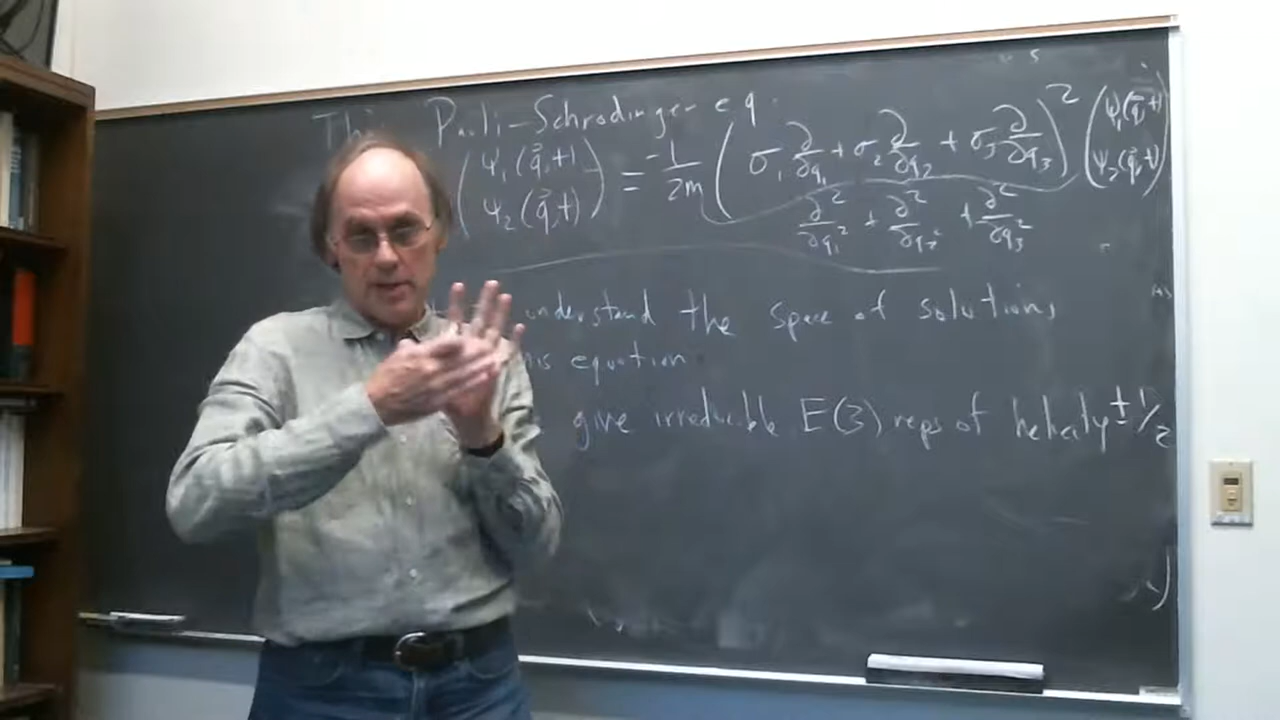 Pauli-Schrodinger eq.
(ψ₁(q⃗,t) ψ₂(q⃗,t)) = -1/2m (σ₁ ∂/∂q₁ + σ₂ ∂/∂q₂ + σ₃ ∂/∂q₃)² (ψ₁(q⃗,t) ψ₂(q⃗,t))
∂²/∂q₁² + ∂²/∂q₂² + ∂²/∂q₃²
understand the space of solutions
equation
give irreducible E(3) reps of helicity ± 1/2